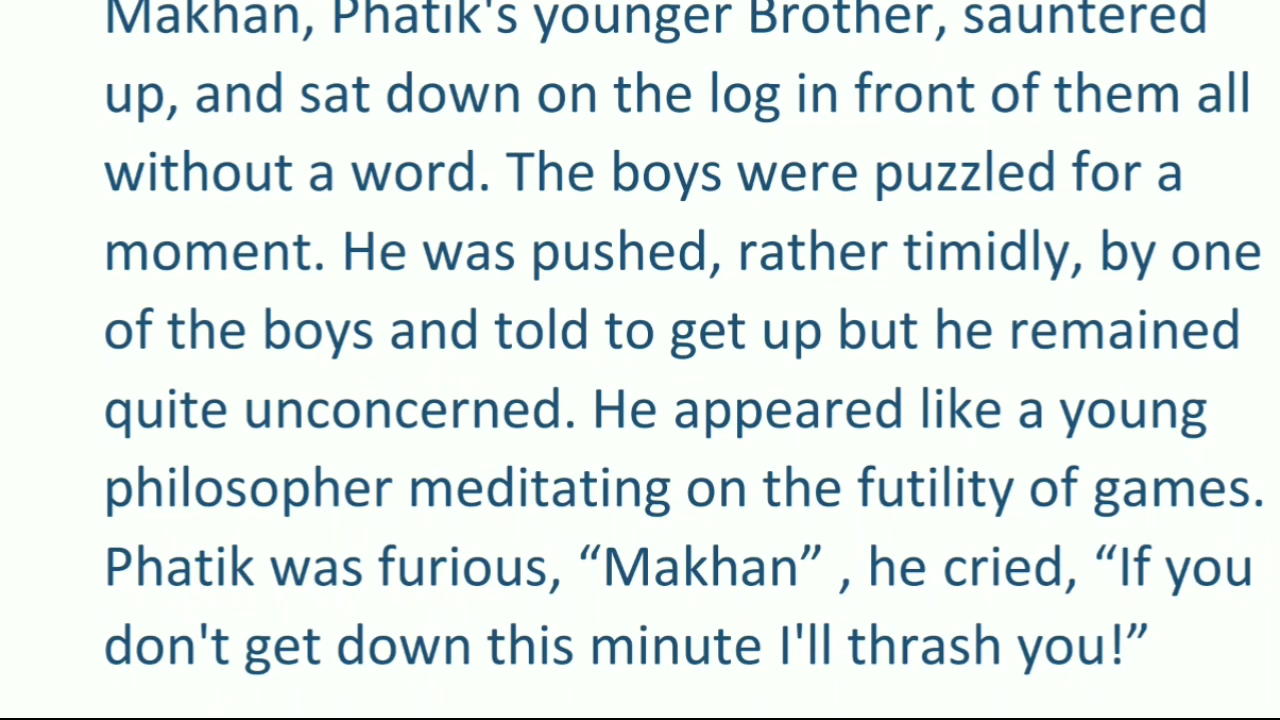 Makhan, Phatik's younger Brother, sauntered
up, and sat down on the log in front of them all
without a word. The boys were puzzled for a
moment. He was pushed, rather timidly, by one
of the boys and told to get up but he remained
quite unconcerned. He appeared like a young
philosopher meditating on the futility of games.
Phatik was furious, “Makhan” , he cried, “If you
don't get down this minute I'll thrash you!”